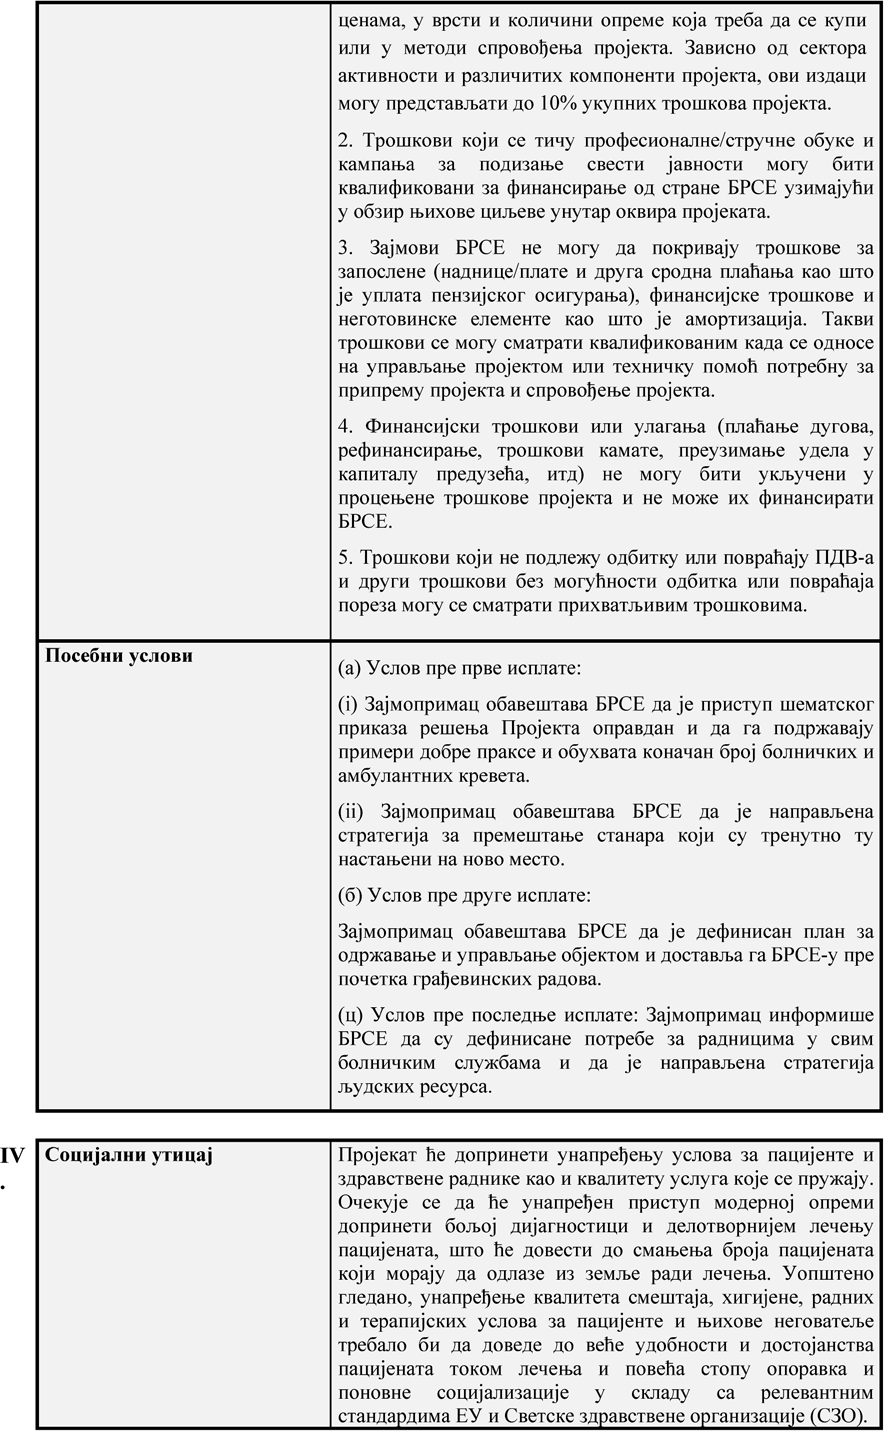 ценама, у врсти и количини опреме која треба да се купи
или у методи спровођења пројекта. Зависно од сектора
активности и различитих компоненти пројекта, ови издаци
могу представљати до 10% укупних трошкова пројекта.
2. Трошкови који се тичу професионалне/стручне обуке и
кампања за подизање свести јавности могу бити
квалификовани за финансирање од стране БРСЕ узимајући
у обзир њихове циљеве унутар оквира пројеката.
3. Зајмови БРСЕ не могу да покривају трошкове за
запослене (наднице/плате и друга сродна плаћања као што
је уплата пензијског осигурања), финансијске трошкове и
неготовинске елементе као што је амортизација. Такви
трошкови се могу сматрати квалификованим када се односе
на управљање пројектом или техничку помоћ потребну за
припрему пројекта и спровођење пројекта.
4. Финансијски трошкови или улагања (плаћање дугова,
рефинансирање, трошкови камате, преузимање удела у
капиталу предузећа, итд) не могу бити укључени у
процењене трошкове пројекта и не може их финансирати
БРСЕ.
5. Трошкови који не подлежу одбитку или повраћају ПДВ-а
и други трошкови без могућности одбитка или повраћаја
пореза могу се сматрати прихватљивим трошковима.
Посебни услови
(а) Услов пре прве исплате:
(i) Зајмопримац обавештава БРСЕ да је приступ шематског
приказа решења Пројекта оправдан и да га подржавају
примери добре праксе и обухвата коначан број болничких и
амбулантних кревета.
(ii) Зајмопримац обавештава БРСЕ да је направљена
стратегија за премештање станара који су тренутно ту
настањени на ново место.
(б) Услов пре друге исплате:
Зајмопримац обавештава БРСЕ да је дефинисан план за
одржавање и управљање објектом и доставља га БРСЕ-у пре
почетка грађевинских радова.
(ц) Услов пре последње исплате: Зајмопримац информише
БРСЕ да су дефинисане потребе за радницима у свим
болничким службама и да је направљена стратегија
људских ресурса.
IV
.
Социјални утицај
Пројекат ће допринети унапређењу услова за пацијенте и
здравствене раднике као и квалитету услуга које се пружају.
Очекује се да ће унапређен приступ модерној опреми
допринети бољој дијагностици и делотворнијем лечењу
пацијената, што ће довести до смањења броја пацијената
који морају да одлазе из земље ради лечења. Уопштено
гледано, унапређење квалитета смештаја, хигијене, радних
и терапијских услова за пацијенте и њихове неговатеље
требало би да доведе до веће удобности и достојанства
пацијената током лечења и повећа стопу опоравка и
поновне социјализације у складу са релевантним
стандардима ЕУ и Светске здравствене организације (СЗО).